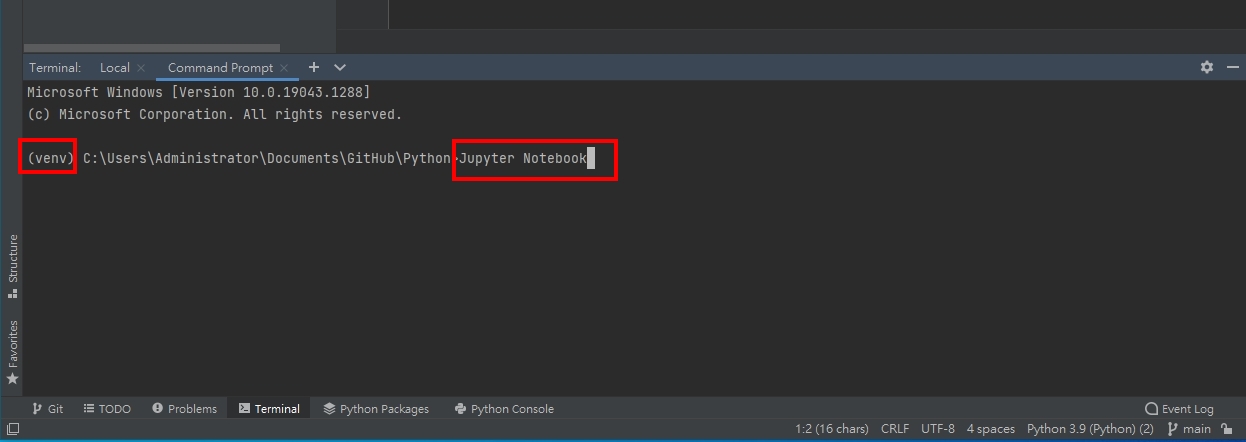 Terminal: Local Command Prompt
Microsoft Windows [Version 10.0.19043.1288]
(c) Microsoft Corporation. All rights reserved.
(venv) C:\Users\Administrator\Documents\GitHub\Python>Jupyter Notebook
Structure
Favorites
Git TODO Problems Terminal Python Packages Python Console Event Log
1:2 (16 chars) CRLF UTF-8 4 spaces Python 3.9 (Python) (2) main